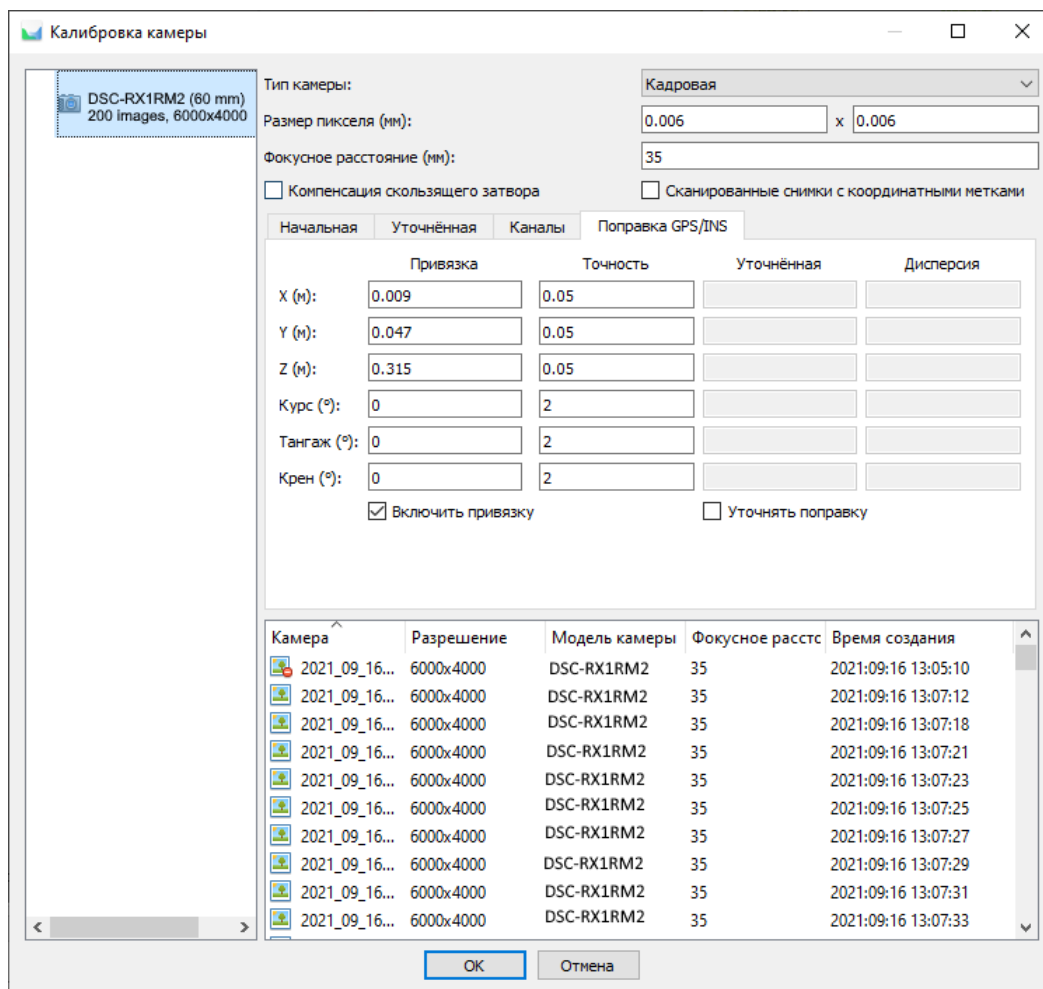 Калибровка камеры
DSC-RX1RM2 (60 mm)
200 images, 6000x4000
Тип камеры: Кадровая
Размер пикселя (мм): 0.006 x 0.006
Фокусное расстояние (мм): 35
Компенсация скользящего затвора Сканированные снимки с координатными метками
Начальная Уточнённая Каналы Поправка GPS/INS
Привязка Точность Уточнённая Дисперсия
X (м): 0.009 0.05
Y (м): 0.047 0.05
Z (м): 0.315 0.05
Курс (°): 0 2
Тангаж (°): 0 2
Крен (°): 0 2
Включить привязку Уточнять поправку
Камера Разрешение Модель камеры Фокусное расстс Время создания
2021_09_16... 6000x4000 DSC-RX1RM2 35 2021:09:16 13:05:10
2021_09_16... 6000x4000 DSC-RX1RM2 35 2021:09:16 13:07:12
2021_09_16... 6000x4000 DSC-RX1RM2 35 2021:09:16 13:07:18
2021_09_16... 6000x4000 DSC-RX1RM2 35 2021:09:16 13:07:21
2021_09_16... 6000x4000 DSC-RX1RM2 35 2021:09:16 13:07:23
2021_09_16... 6000x4000 DSC-RX1RM2 35 2021:09:16 13:07:25
2021_09_16... 6000x4000 DSC-RX1RM2 35 2021:09:16 13:07:27
2021_09_16... 6000x4000 DSC-RX1RM2 35 2021:09:16 13:07:29
2021_09_16... 6000x4000 DSC-RX1RM2 35 2021:09:16 13:07:31
2021_09_16... 6000x4000 DSC-RX1RM2 35 2021:09:16 13:07:33
OK Отмена